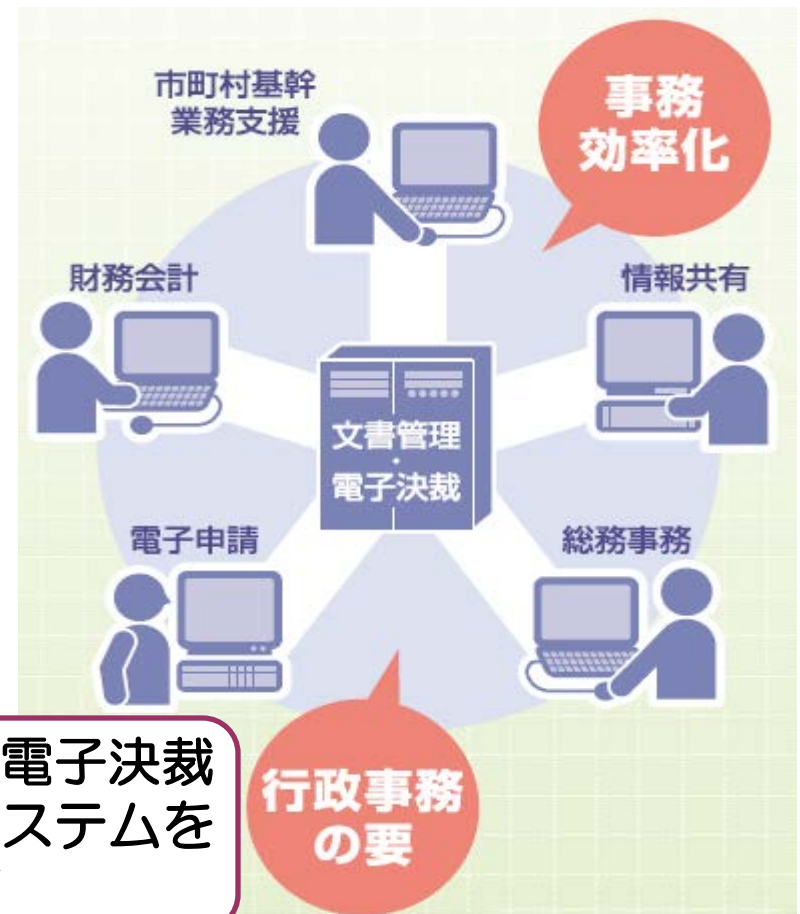 市町村基幹
業務支援
事務
効率化
財務会計
情報共有
文書管理
・
電子決裁
電子申請
総務事務
電子決裁
ステムを
行政事務
の要